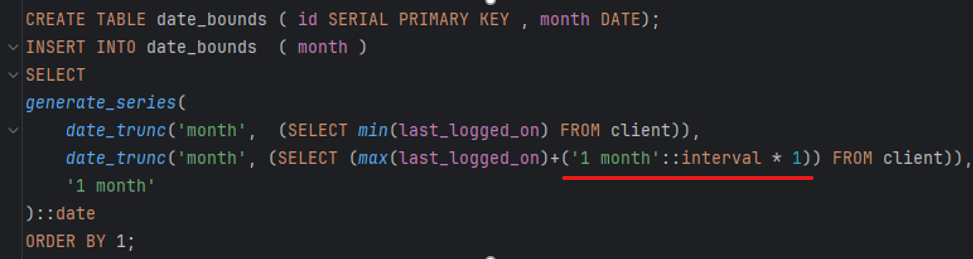 CREATE TABLE date_bounds ( id SERIAL PRIMARY KEY , month DATE);
INSERT INTO date_bounds  ( month )
SELECT
generate_series(
    date_trunc('month',  (SELECT min(last_logged_on) FROM client)),
    date_trunc('month', (SELECT (max(last_logged_on)+('1 month'::interval * 1)) FROM client)),
    '1 month'
)::date
ORDER BY 1;